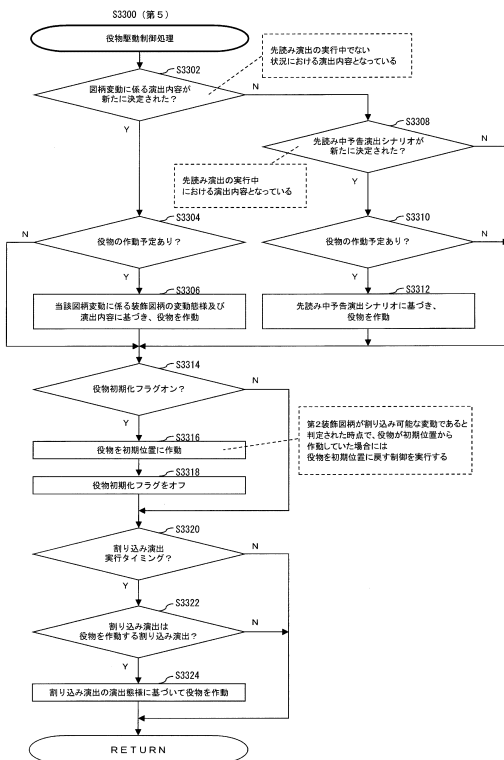 S3300（第5）
役物駆動制御処理
S3302
先読み演出の実行中でない
状況における演出内容となっている
図柄変動に係る演出内容が
新たに決定された？
N
Y
S3308
先読み中予告演出シナリオが
新たに決定された？
N
Y
先読み演出の実行中
における演出内容となっている
S3304
役物の作動予定あり？
N
Y
S3310
役物の作動予定あり？
N
Y
S3306
当該図柄変動に係る装飾図柄の変動態様及び
演出内容に基づき、役物を作動
S3312
先読み中予告演出シナリオに基づき、
役物を作動
S3314
役物初期化フラグオン？
N
Y
S3316
役物を初期位置に作動
第2装飾図柄が割り込み可能な変動であると
判定された時点で、役物が初期位置から
作動していた場合には
役物を初期位置に戻す制御を実行する
S3318
役物初期化フラグをオフ
S3320
割り込み演出
実行タイミング？
N
Y
S3322
割り込み演出は
役物を作動する割り込み演出？
N
Y
S3324
割り込み演出の演出態様に基づいて役物を作動
RETURN